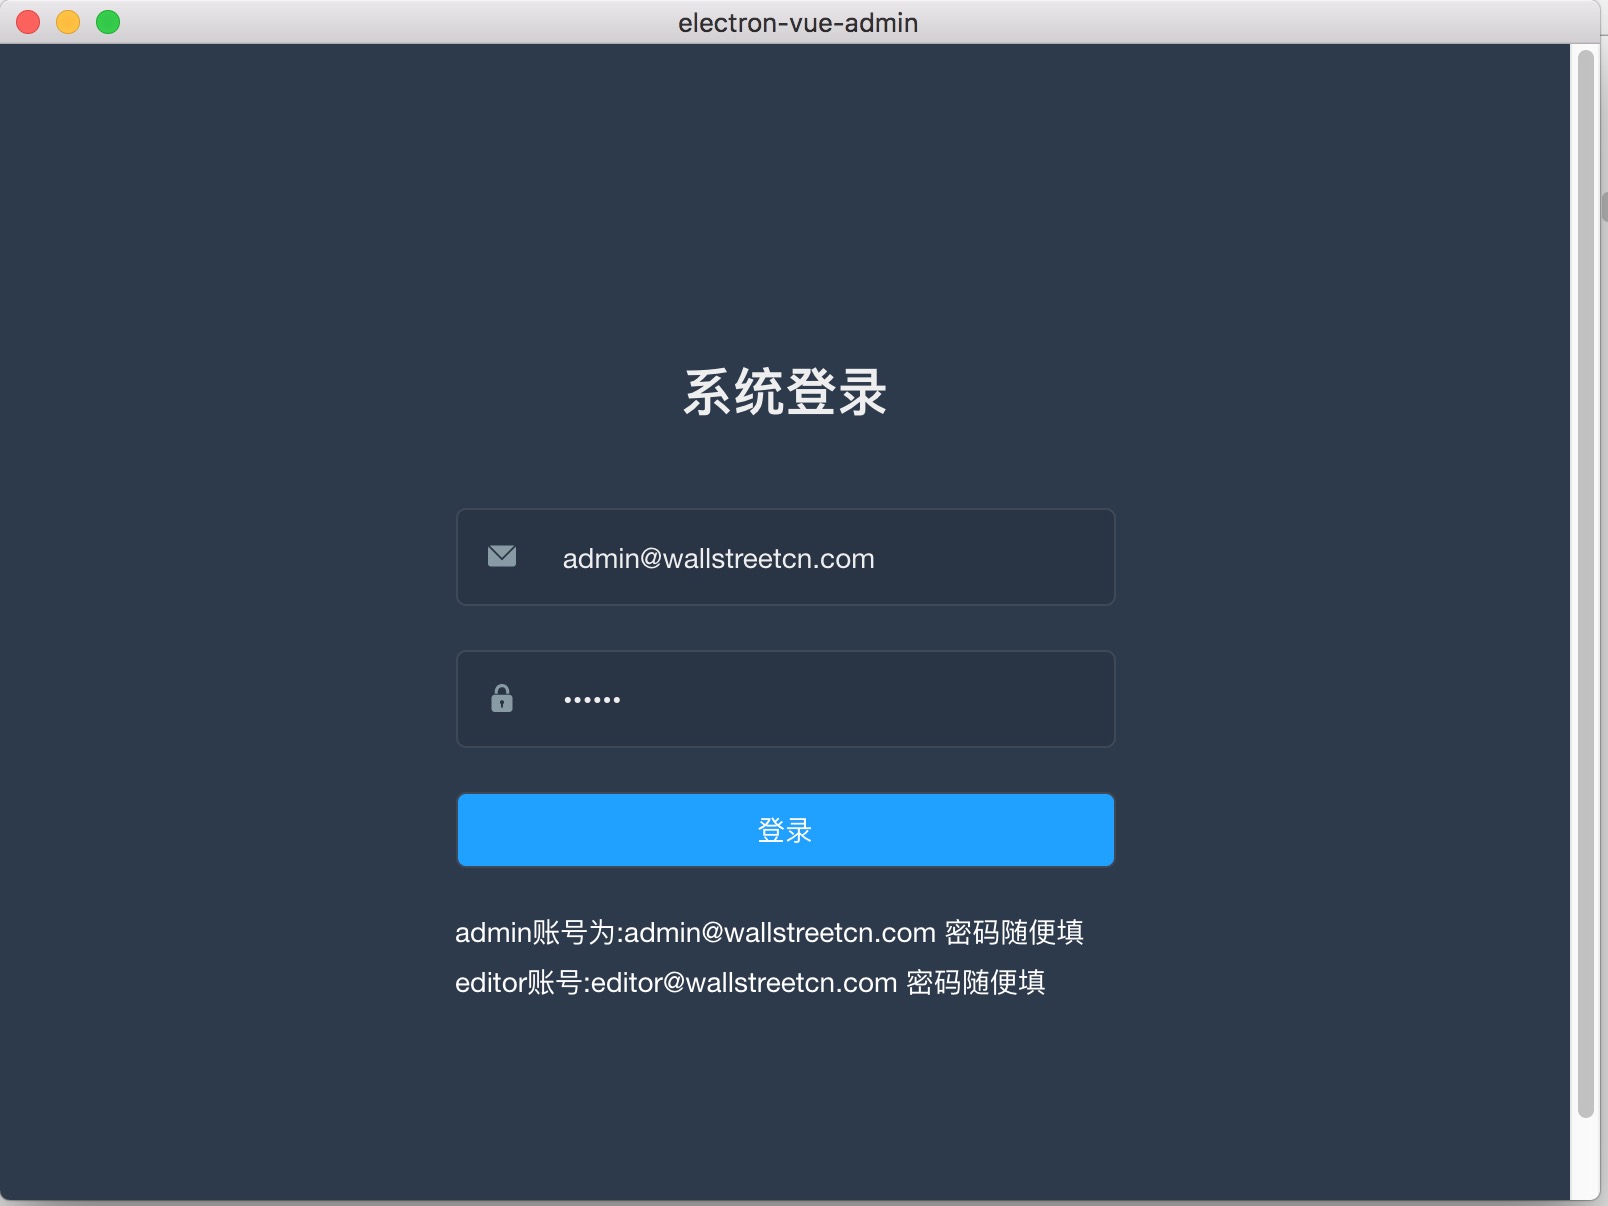 electron-vue-admin
系统登录
admin@wallstreetcn.com
••••••
登录
admin账号为:admin@wallstreetcn.com 密码随便填
editor账号:editor@wallstreetcn.com 密码随便填